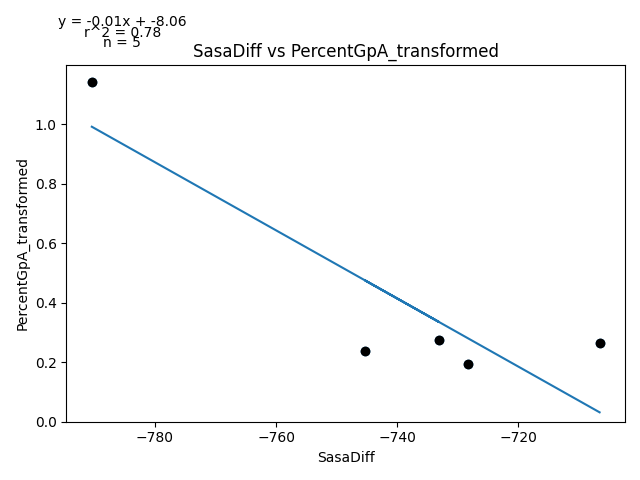 y = -0.01x + -8.06
r^2 = 0.78
n = 5
SasaDiff vs PercentGpA_transformed
1.0
0.8
0.6
0.4
0.2
0.0
PercentGpA_transformed
−780 −760 −740 −720
SasaDiff